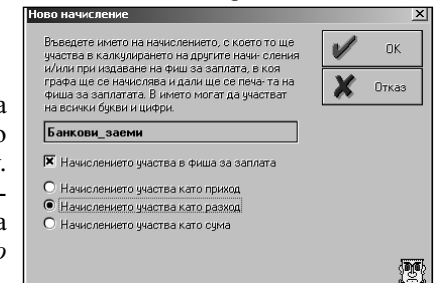 Ново начисление
Въведете името на начислението, с което то ще
участва в калкулирането на другите начи- сления
и/или при издаване на фиш за заплата, в коя
графа ще се начислява и дали ще се печа- та на
фиша за заплатата. В името могат да участват
на всички букви и цифри.
OK
Отказ
Банкови_заеми
Начислението участва в фиша за заплата
Начислението участва като приход
Начислението участва като разход
Начислението участва като сума
а
о
.
-
а
о